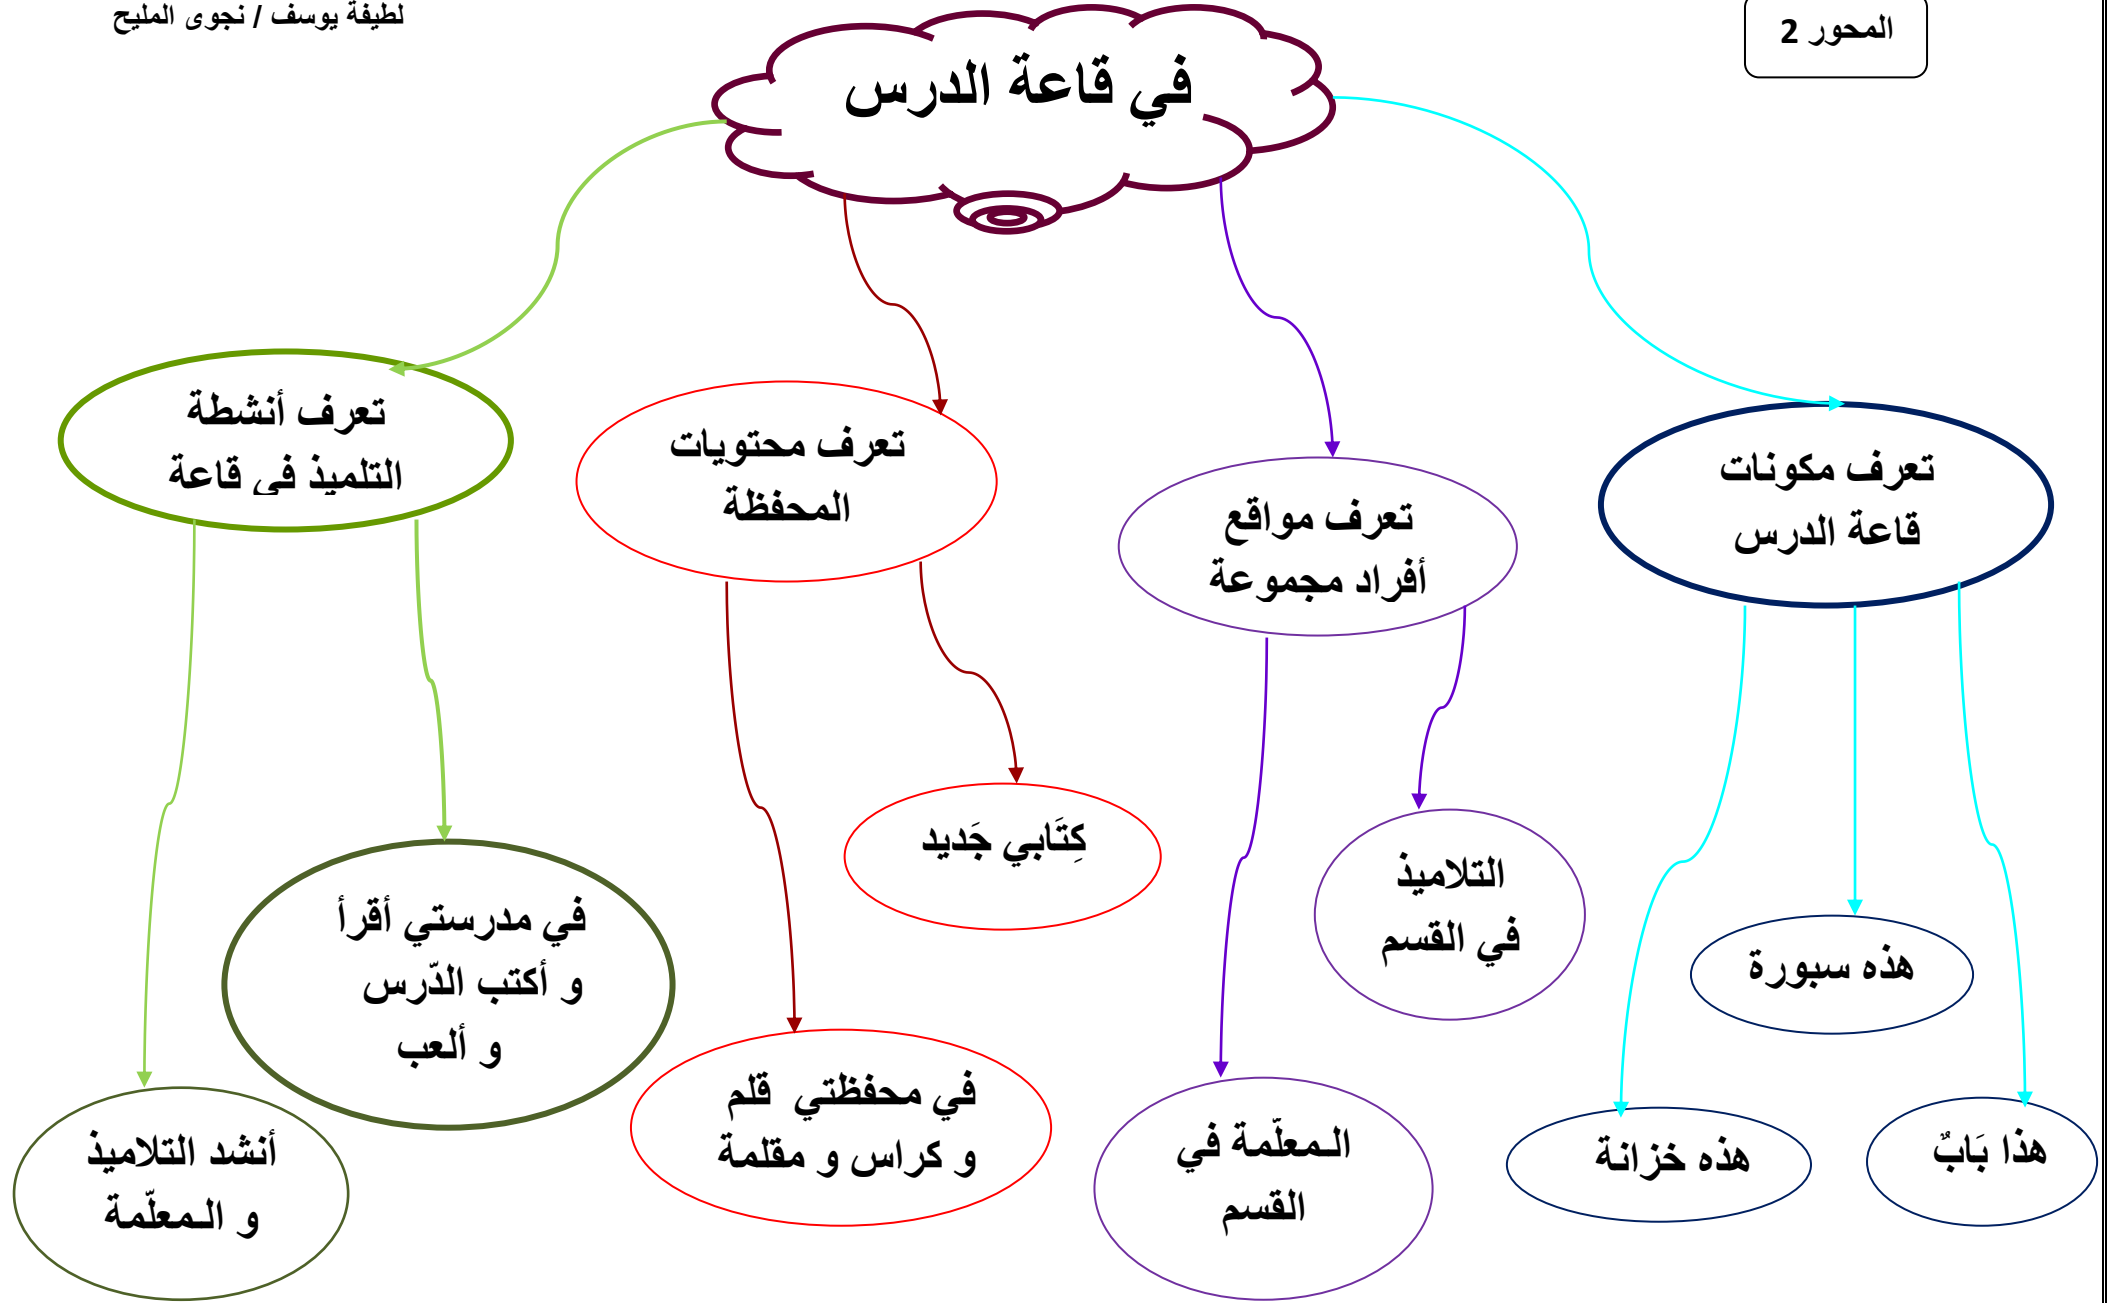 المحور 2
لطيفة يوسف / نجوى المليح
في قاعة الدرس
تعرف مكونات
قاعة الدرس
تعرف مواقع
أفراد مجموعة
تعرف محتويات
المحفظة
تعرف أنشطة
التلميذ في قاعة
هذا بَابٌ
هذه سبورة
هذه خزانة
التلاميذ
في القسم
الـمعلّمة في
القسم
كِتَابي جَديد
في محفظتي قلم
و كراس و مقلمة
في مدرستي أقرأ
و أكتب الدّرس
و ألعب
أنشد التلاميذ
و الـمعلّمة